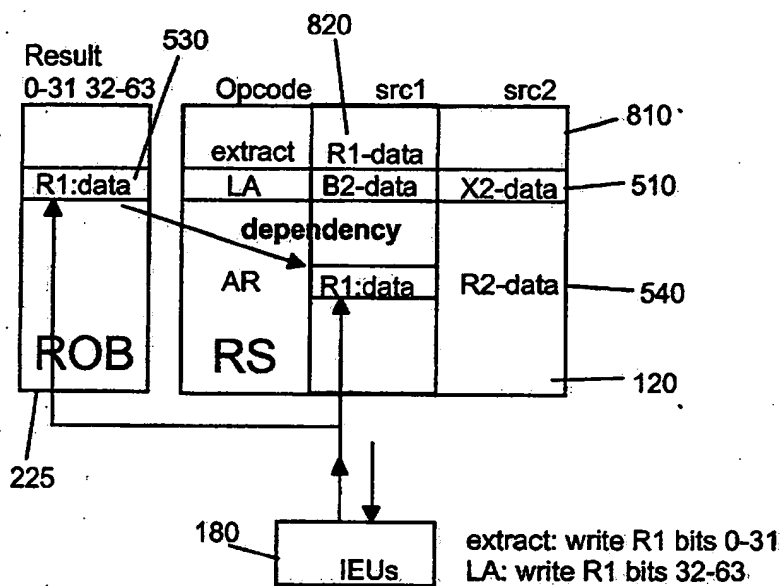 530
820
Result
0-31 32-63
Opcode src1 src2
810
extract R1-data
R1:data LA B2-data X2-data 510
dependency
AR R1:data R2-data 540
ROB RS
120
225
180
IEUs
extract: write R1 bits 0-31
LA: write R1 bits 32-63